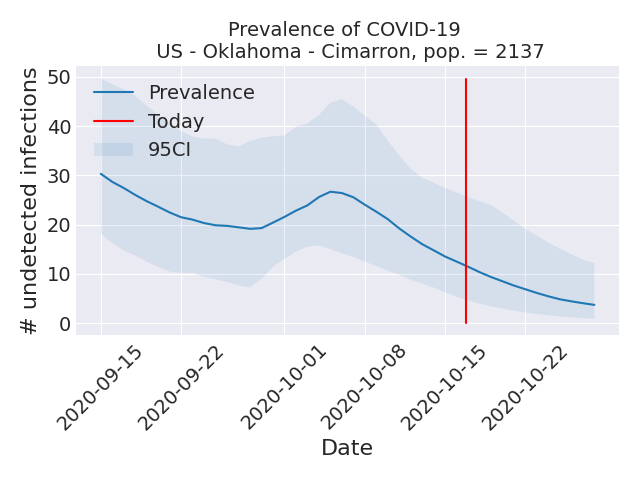 Prevalence of COVID-19
US - Oklahoma - Cimarron, pop. = 2137
# undetected infections
50
40
30
20
10
0
Prevalence
Today
95CI
2020-09-15
2020-09-22
2020-10-01
2020-10-08
2020-10-15
2020-10-22
Date